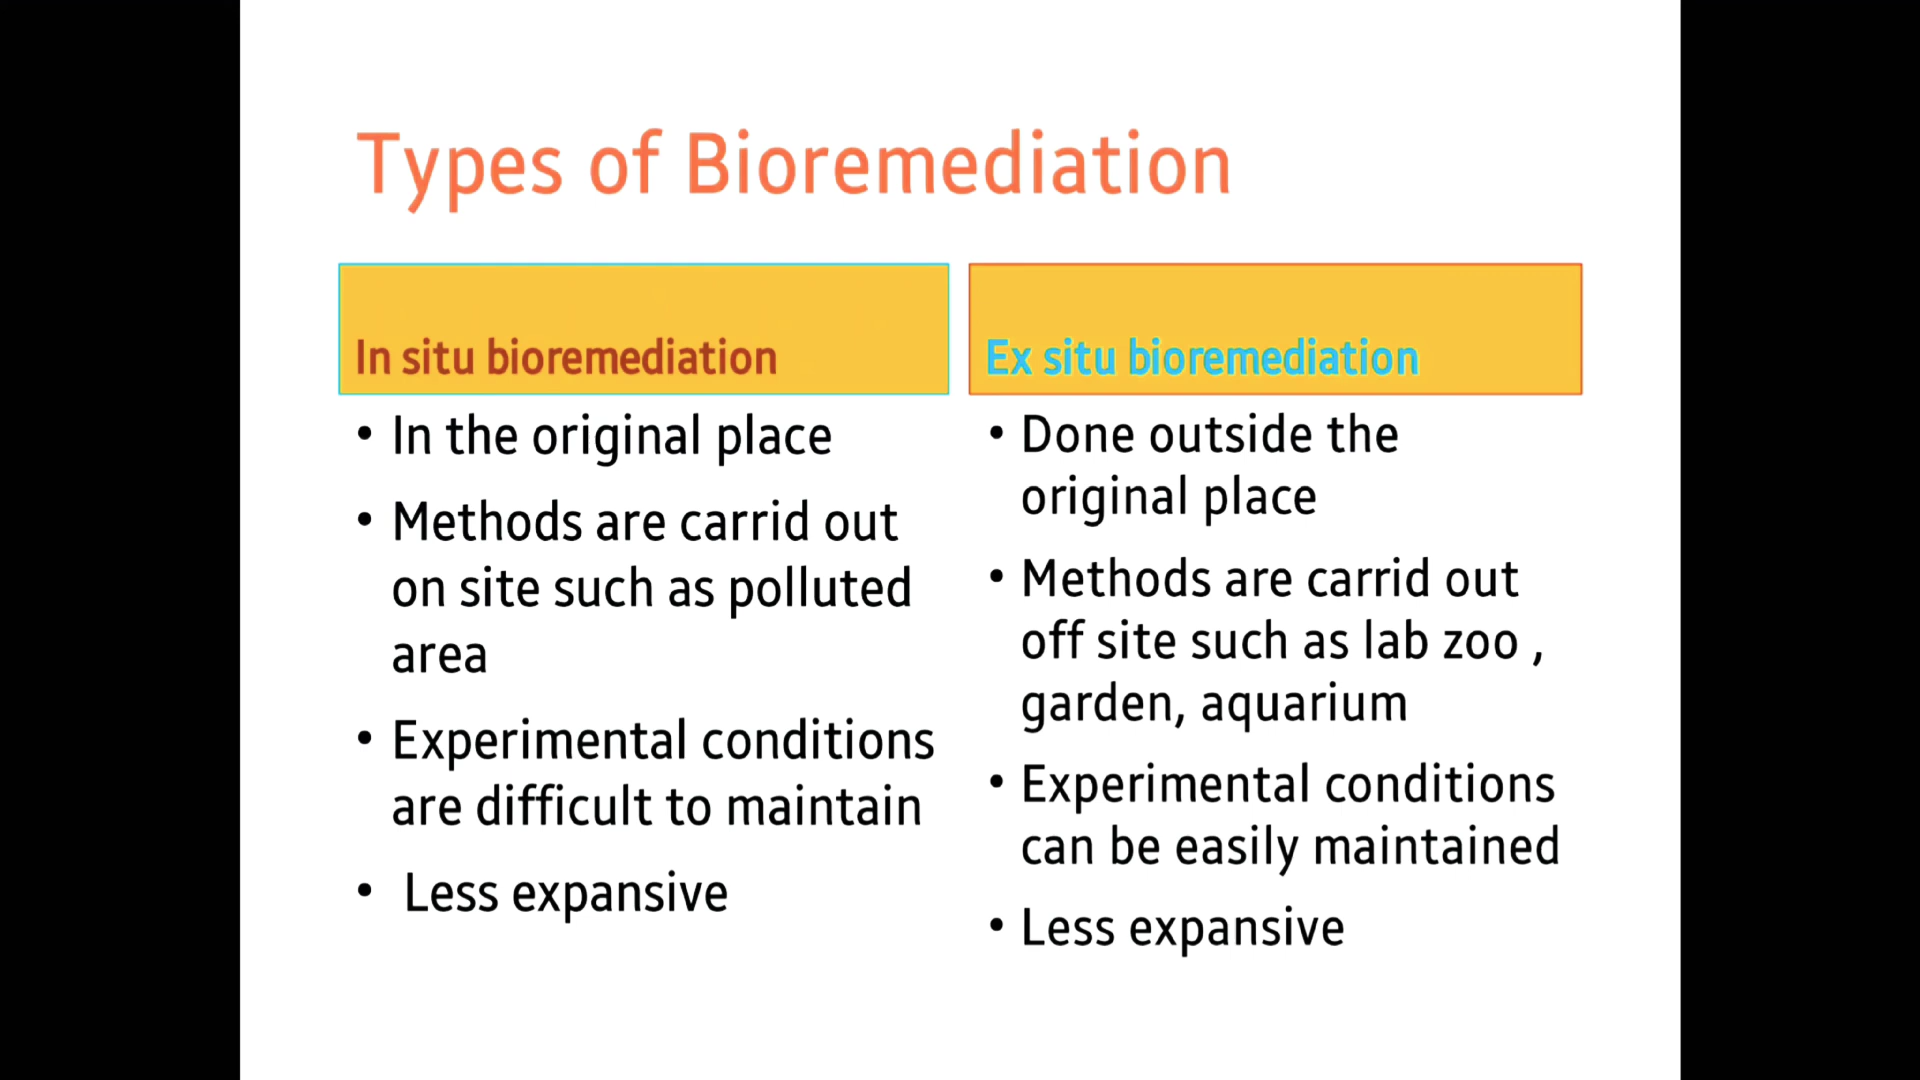 Types of Bioremediation
In situ bioremediation
• In the original place
• Methods are carrid out
on site such as polluted
area
• Experimental conditions
are difficult to maintain
• Less expansive
Ex situ bioremediation
• Done outside the
original place
• Methods are carrid out
off site such as lab zoo ,
garden, aquarium
• Experimental conditions
can be easily maintained
• Less expansive